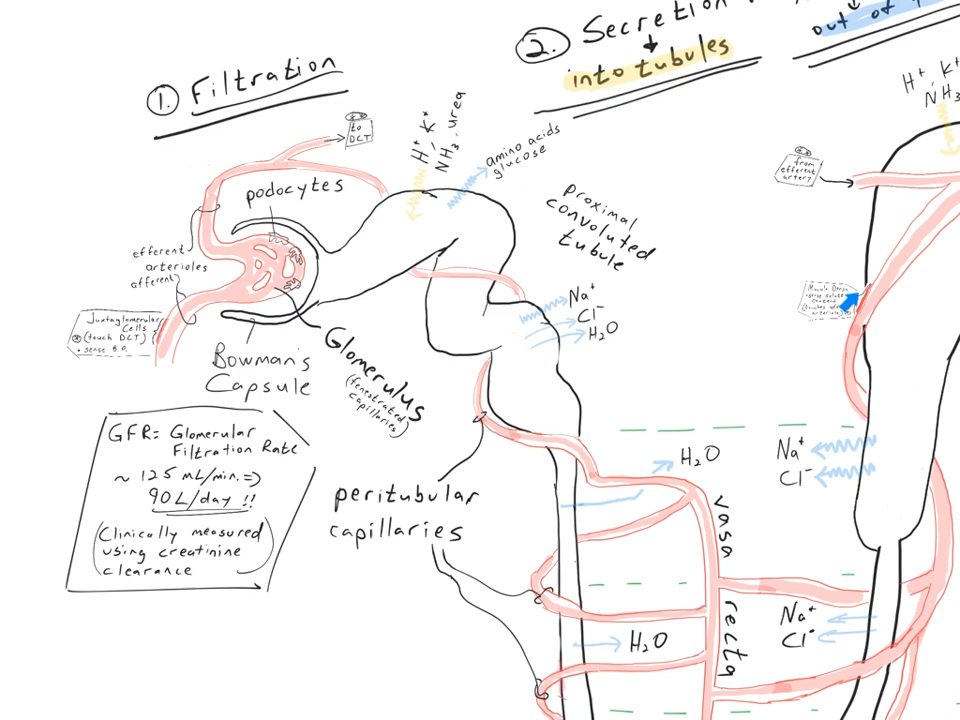 1. Filtration
2. Secretion
into tubules
out of
to
DCT
H⁺ K⁺
NH₃, urea
amino acids
glucose
podocytes
proximal
convoluted
tubule
efferent
arterioles
afferent
Juxtaglomerular
Cells
(touch DCT)
• sense B.P.
Bowman's
Capsule
Glomerulus
(fenestrated
capillaries)
Na⁺
Cl⁻
H₂O
GFR = Glomerular
Filtration Rate
~ 125 mL/min. ⇒
90L/day !!
(Clinically measured
using creatinine
clearance)
peritubular
capillaries
H₂O
vasa
recta
H₂O
H⁺, K⁺
NH₃
from
efferent
artery
Macula Densa
Na⁺
Cl⁻
Na⁺
Cl⁻